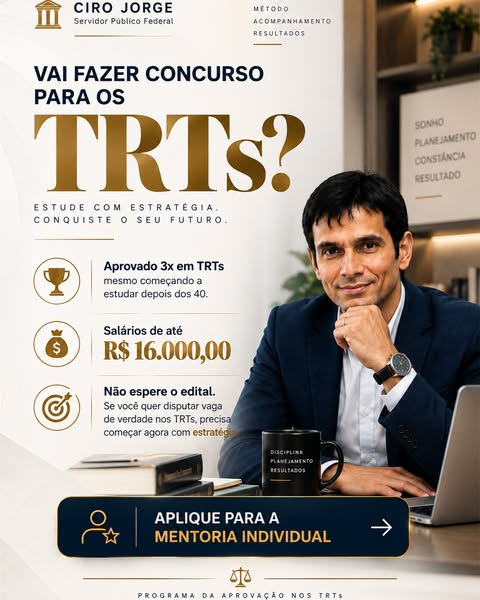 CIRO JORGE
Servidor Público Federal
MÉTODO
ACOMPANHAMENTO
RESULTADOS
VAI FAZER CONCURSO
PARA OS
TRTs?
ESTUDE COM ESTRATÉGIA.
CONQUISTE O SEU FUTURO.
SONHO
PLANEJAMENTO
CONSTÂNCIA
RESULTADO
Aprovado 3x em TRTs
mesmo começando a
estudar depois dos 40.
$
Salários de até
R$ 16.000,00
Não espere o edital.
Se você quer disputar vaga
de verdade nos TRTs, precisa
começar agora com estratégia
DISCIPLINA
PLANEJAMENTO
RESULTADOS
APLIQUE PARA A
MENTORIA INDIVIDUAL
PROGRAMA DA APROVAÇÃO NOS TRTs